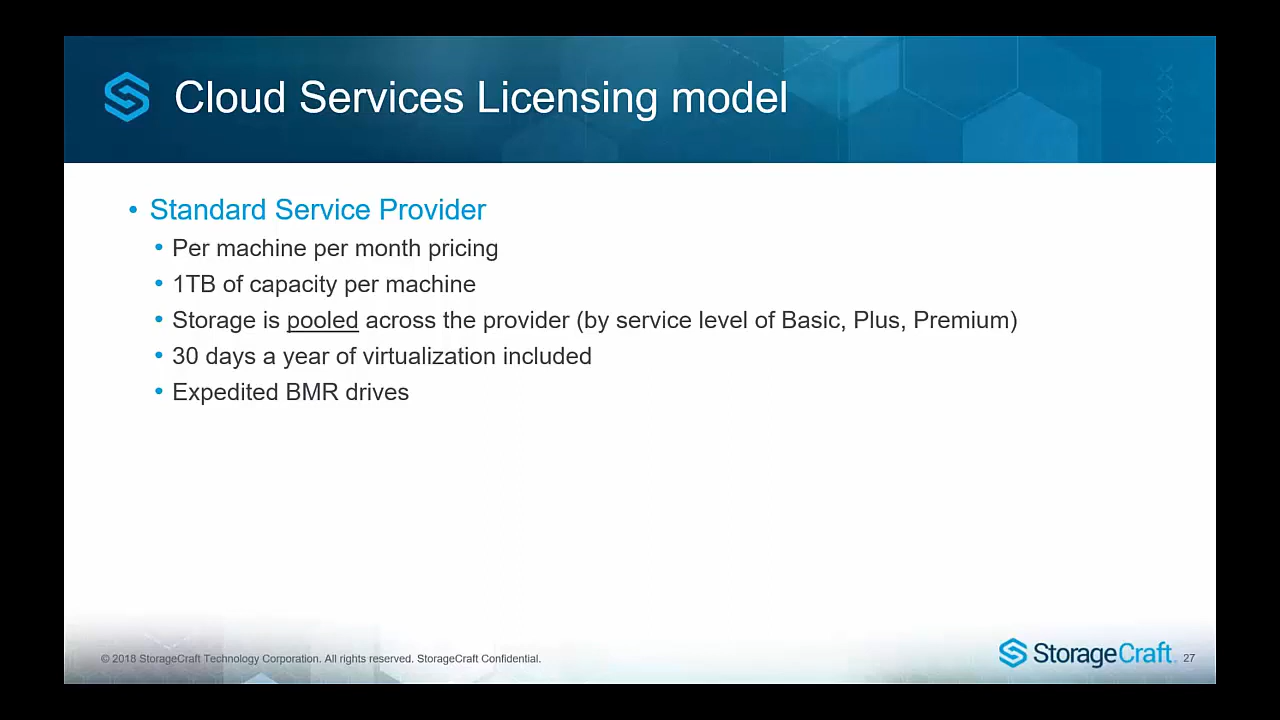 Cloud Services Licensing model
• Standard Service Provider
• Per machine per month pricing
• 1TB of capacity per machine
• Storage is pooled across the provider (by service level of Basic, Plus, Premium)
• 30 days a year of virtualization included
• Expedited BMR drives
© 2018 StorageCraft Technology Corporation. All rights reserved. StorageCraft Confidential.
StorageCraft
27